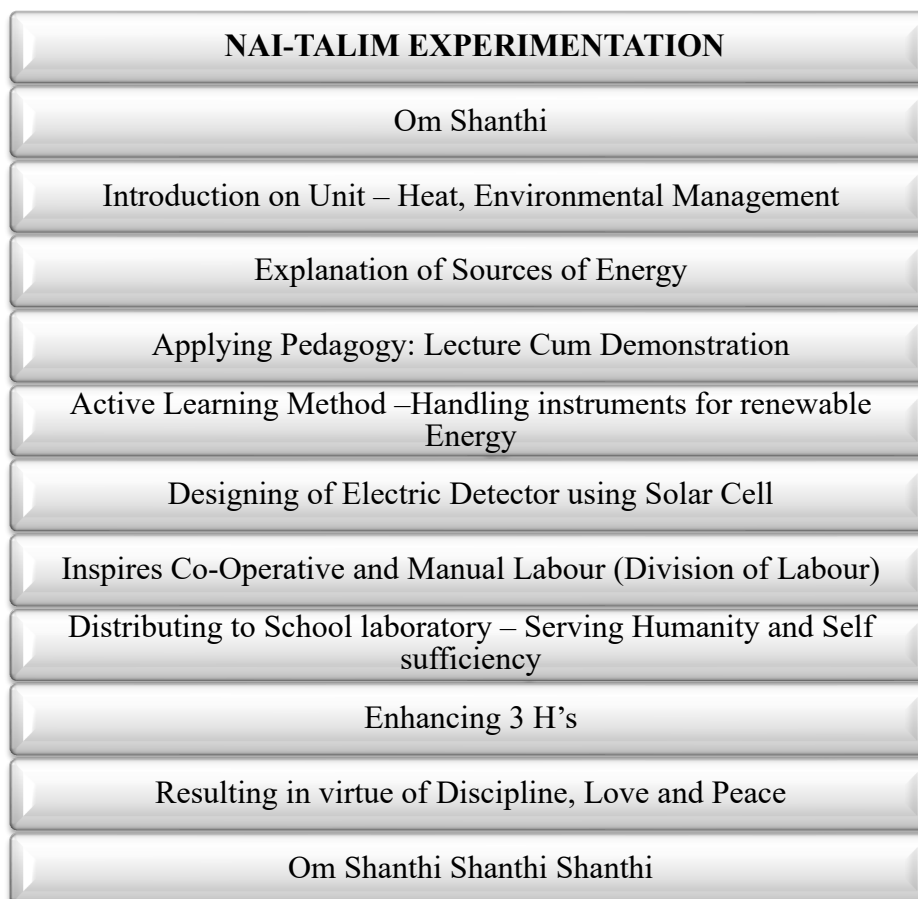 NAI-TALIM EXPERIMENTATION
Om Shanthi
Introduction on Unit – Heat, Environmental Management
Explanation of Sources of Energy
Applying Pedagogy: Lecture Cum Demonstration
Active Learning Method –Handling instruments for renewable
Energy
Designing of Electric Detector using Solar Cell
Inspires Co-Operative and Manual Labour (Division of Labour)
Distributing to School laboratory – Serving Humanity and Self
sufficiency
Enhancing 3 H’s
Resulting in virtue of Discipline, Love and Peace
Om Shanthi Shanthi Shanthi